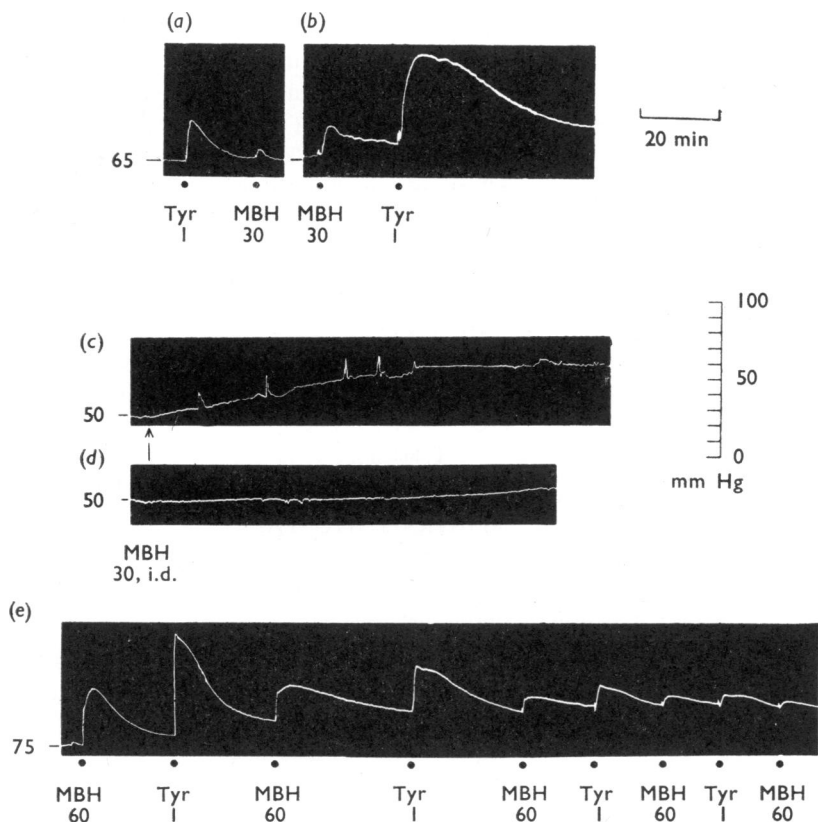 (a) (b)
65
20 min
Tyr MBH MBH Tyr
1 30 30 1
(c)
100
50
50
0
mm Hg
(d)
50
MBH
30, i.d.
(e)
75
MBH Tyr MBH Tyr MBH Tyr MBH Tyr MBH
60 1 60 1 60 1 60 1 60